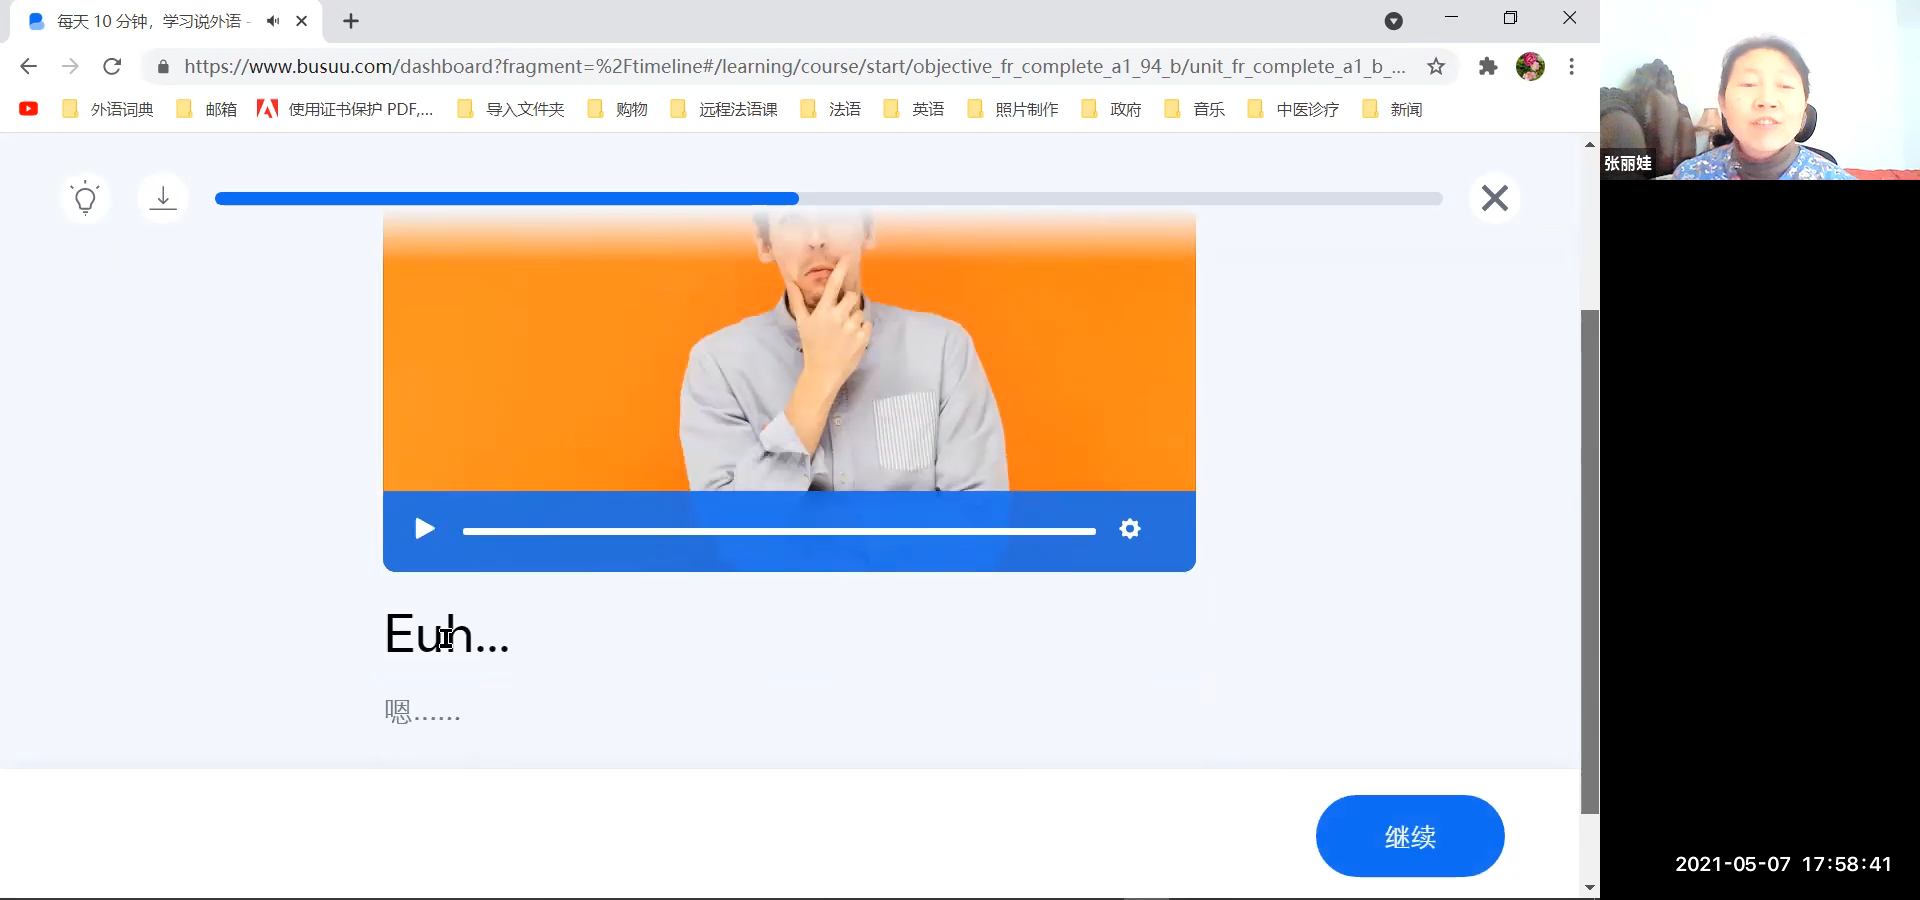 每天 10 分钟，学习说外语 -
https://www.busuu.com/dashboard?fragment=%2Ftimeline#/learning/course/start/objective_fr_complete_a1_94_b/unit_fr_complete_a1_b_...
外语词典 邮箱 使用证书保护 PDF,... 导入文件夹 购物 远程法语课 法语 英语 照片制作 政府 音乐 中医诊疗 新闻
张丽娃
Euh...
嗯......
继续
2021-05-07 17:58:41